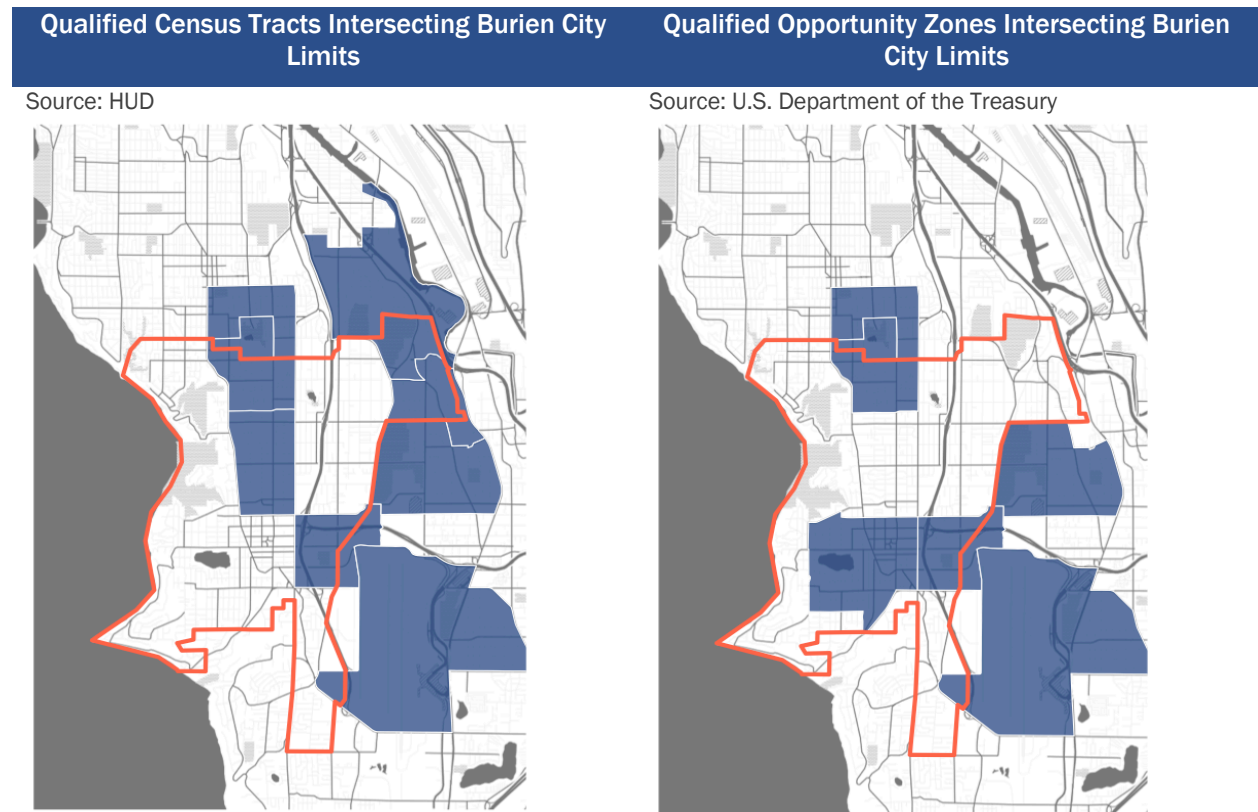 Qualified Census Tracts Intersecting Burien City
Limits
Source: HUD
Qualified Opportunity Zones Intersecting Burien
City Limits
Source: U.S. Department of the Treasury